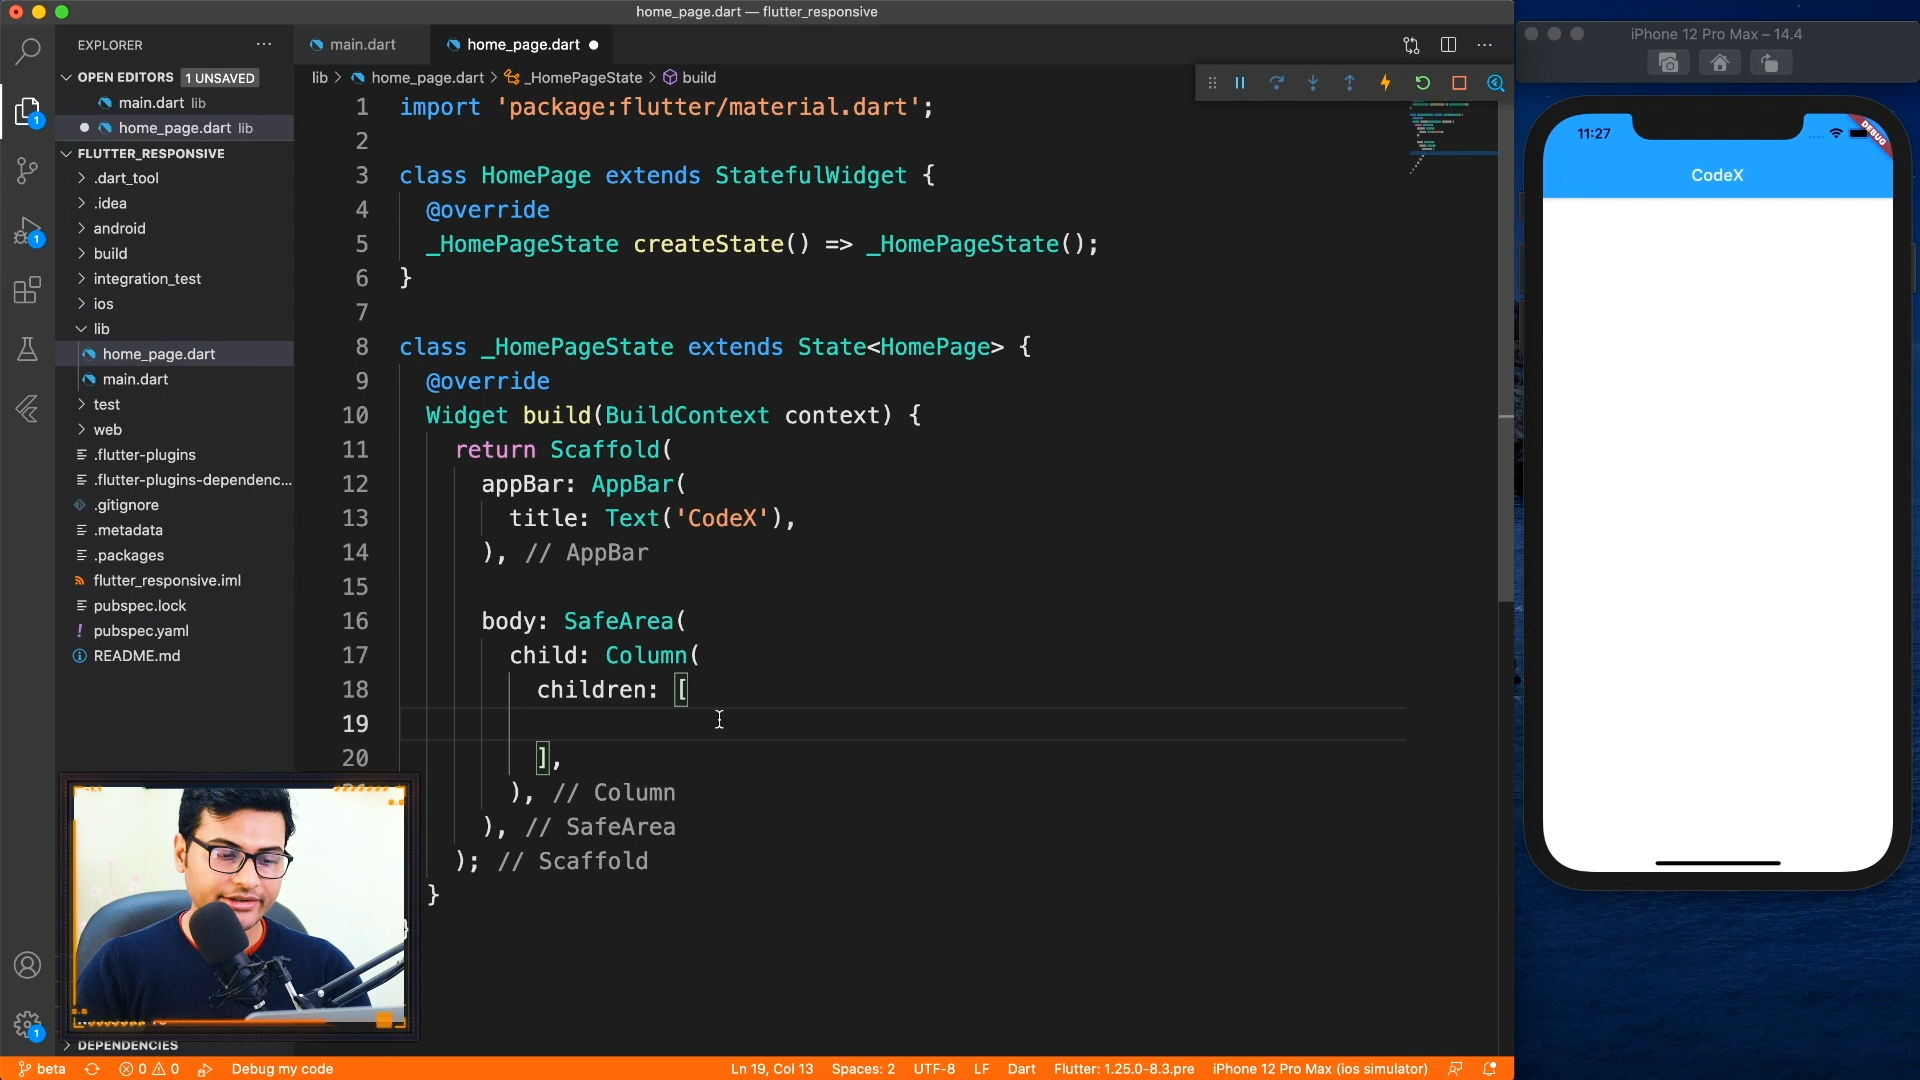 home_page.dart — flutter_responsive
iPhone 12 Pro Max – 14.4
EXPLORER
main.dart
home_page.dart
OPEN EDITORS 1 UNSAVED
lib > home_page.dart > _HomePageState > build
main.dart lib
home_page.dart lib
FLUTTER_RESPONSIVE
.dart_tool
.idea
android
build
integration_test
ios
lib
home_page.dart
main.dart
test
web
.flutter-plugins
.flutter-plugins-dependenc...
.gitignore
.metadata
.packages
flutter_responsive.iml
pubspec.lock
pubspec.yaml
README.md
DEPENDENCIES
1 import 'package:flutter/material.dart';
2
3 class HomePage extends StatefulWidget {
4 @override
5 _HomePageState createState() => _HomePageState();
6 }
7
8 class _HomePageState extends State<HomePage> {
9 @override
10 Widget build(BuildContext context) {
11 return Scaffold(
12 appBar: AppBar(
13 title: Text('CodeX'),
14 ), // AppBar
15
16 body: SafeArea(
17 child: Column(
18 children: [
19
20 ],
), // Column
), // SafeArea
); // Scaffold
}
11:27
DEBUG
CodeX
1
1
1
beta 0 0 Debug my code
Ln 19, Col 13 Spaces: 2 UTF-8 LF Dart Flutter: 1.25.0-8.3.pre iPhone 12 Pro Max (ios simulator)